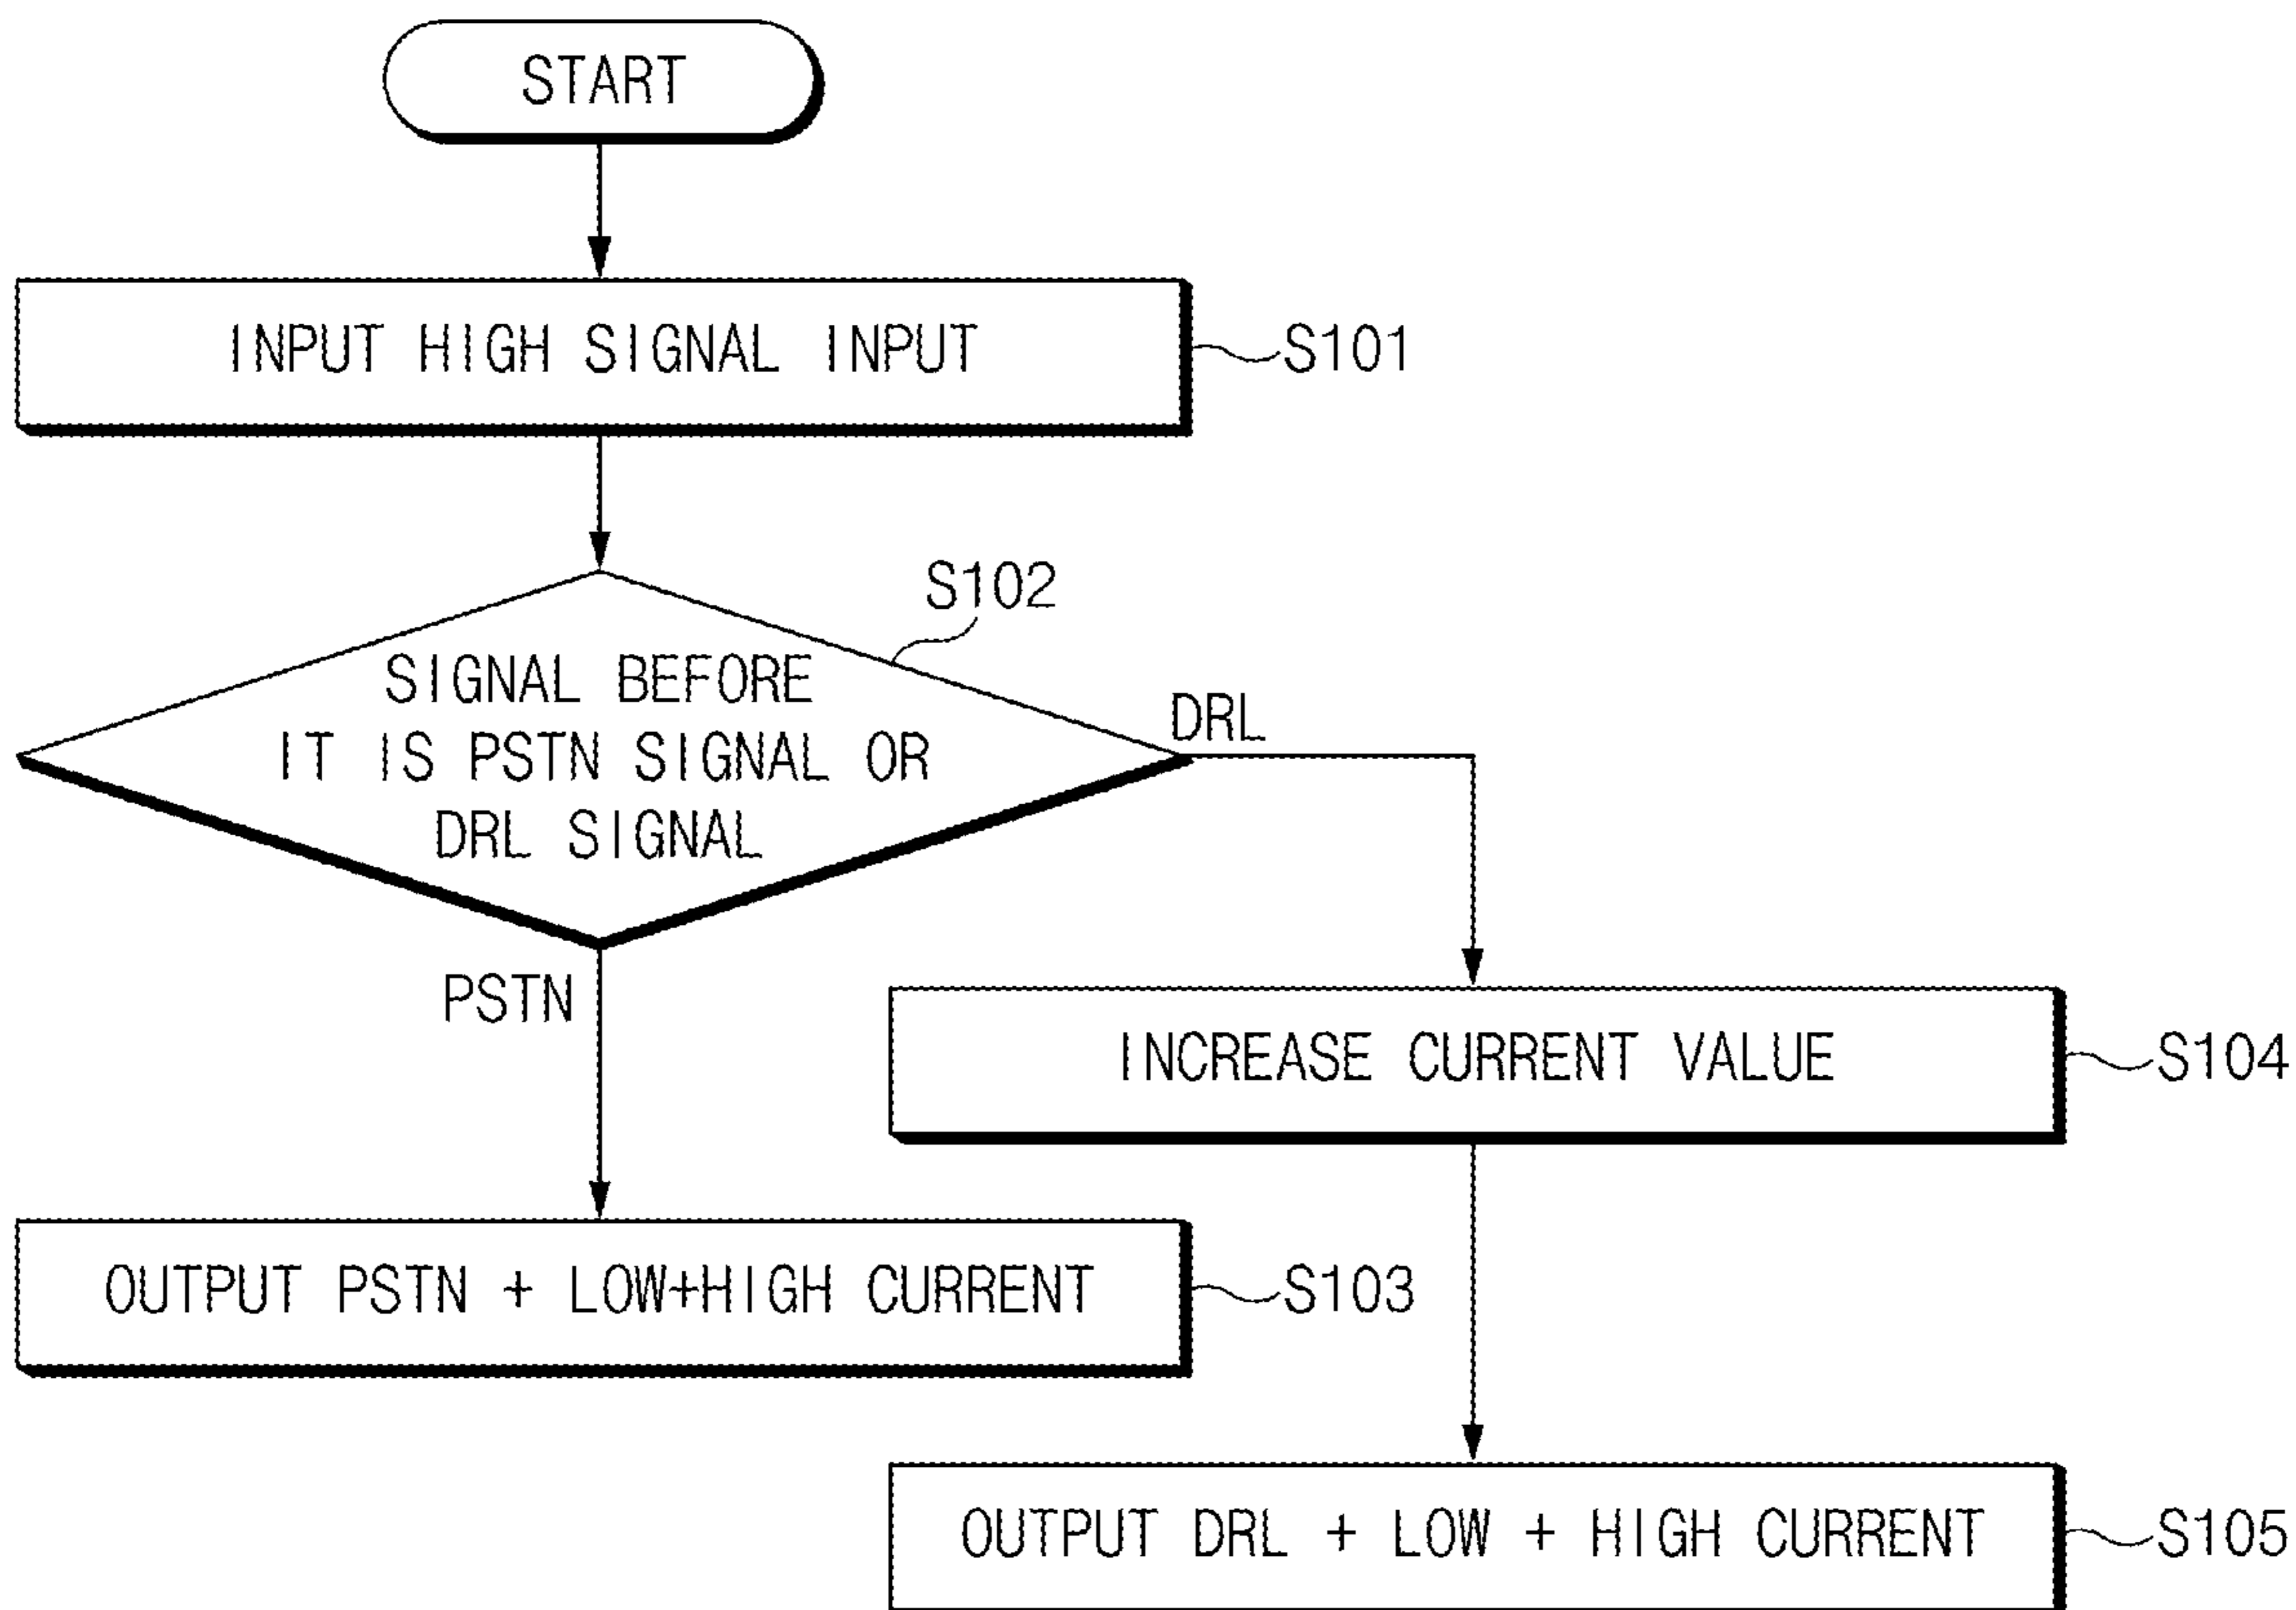 START
INPUT HIGH SIGNAL INPUT
S101
S102
SIGNAL BEFORE
IT IS PSTN SIGNAL OR
DRL SIGNAL
DRL
PSTN
INCREASE CURRENT VALUE
S104
OUTPUT PSTN + LOW+HIGH CURRENT
S103
OUTPUT DRL + LOW + HIGH CURRENT
S105